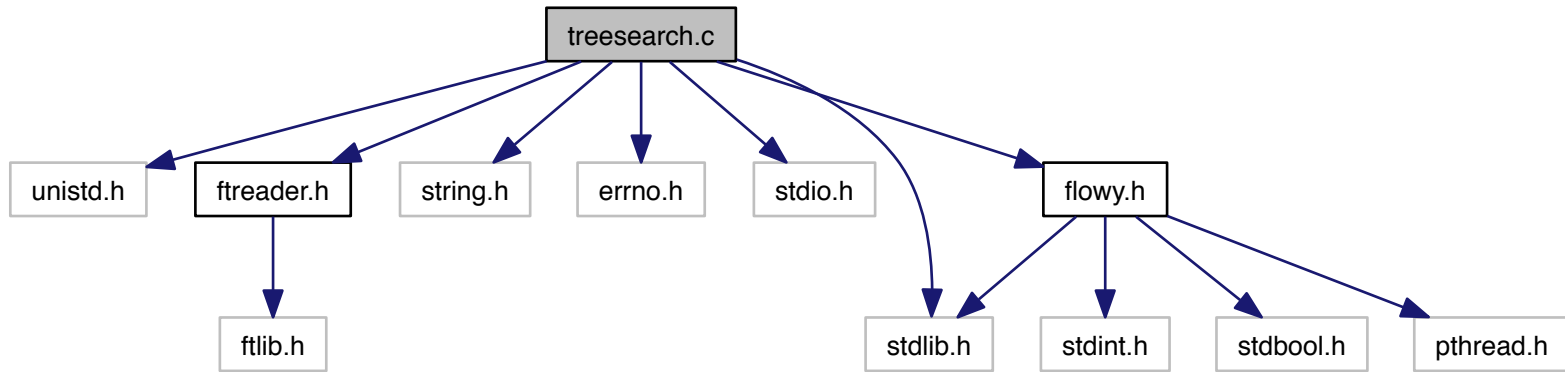 treesearch.c
unistd.h
ftreader.h
string.h
errno.h
stdio.h
flowy.h
ftlib.h
stdlib.h
stdint.h
stdbool.h
pthread.h